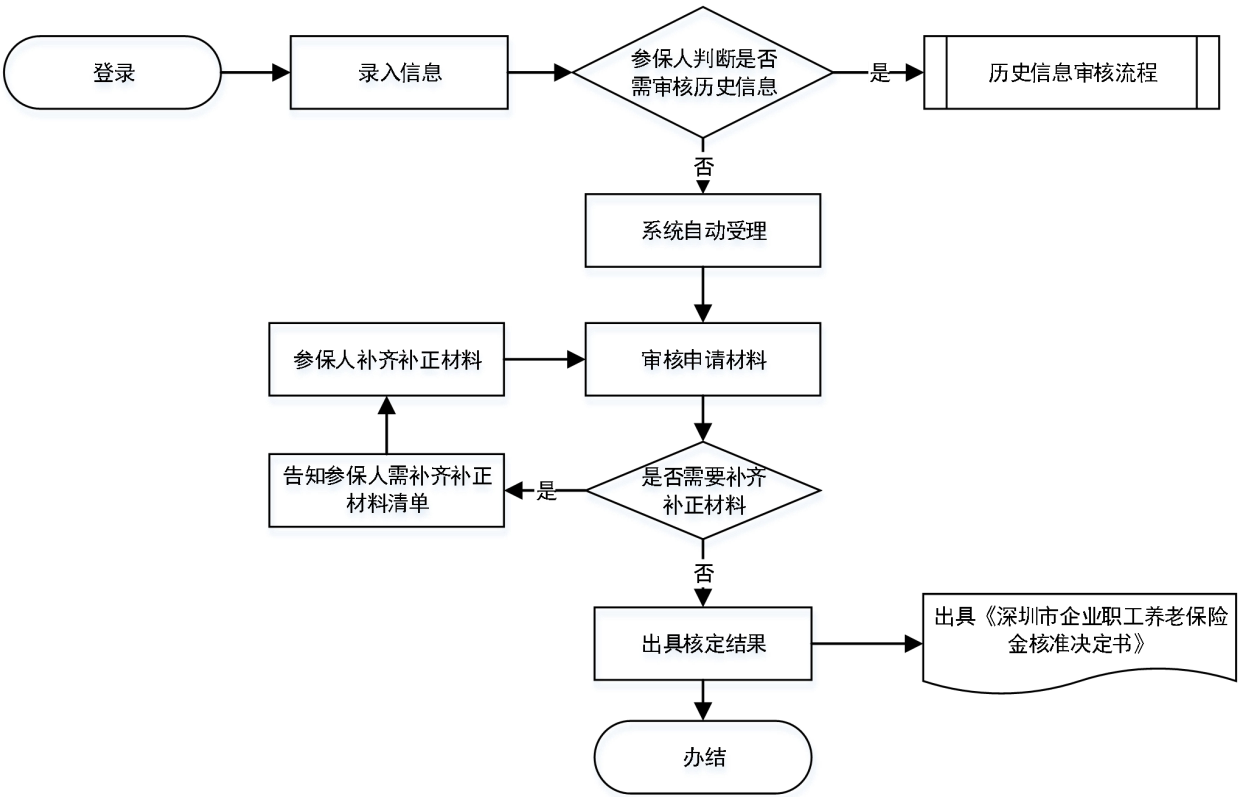 登录
录入信息
参保人判断是否
需审核历史信息
是
历史信息审核流程
否
系统自动受理
参保人补齐补正材料
审核申请材料
告知参保人需补齐补正
材料清单
是
是否需要补齐
补正材料
否
出具核定结果
出具《深圳市企业职工养老保险
金核准决定书》
办结